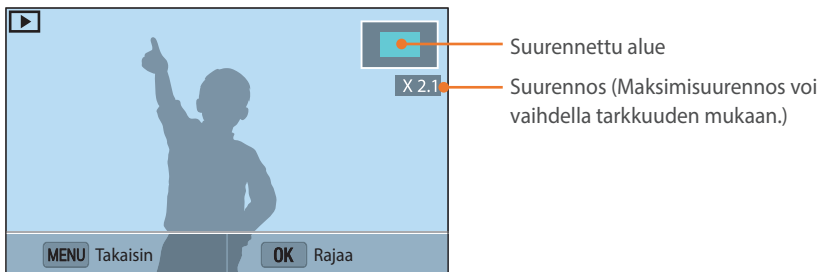 Suurennettu alue
X 2.1
Suurennos (Maksimisuurennos voi
vaihdella tarkkuuden mukaan.)
MENU Takaisin
OK Rajaa